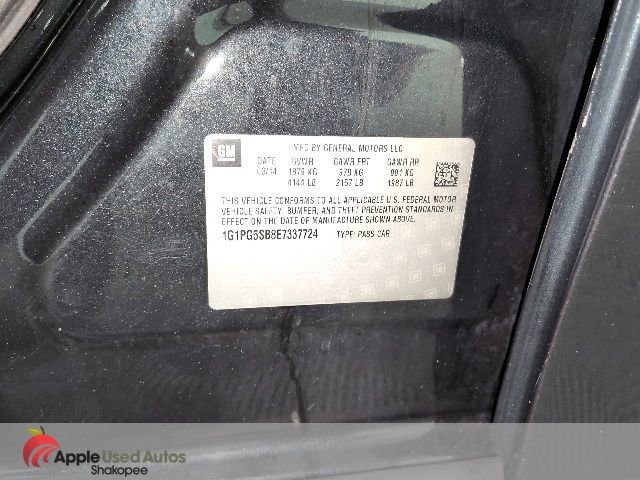 GM
MFD BY GENERAL MOTORS LLC
DATE GVWR GAWR FRT GAWR RR
03/14 1879 KG 979 KG 901 KG
4144 LB 2157 LB 1987 LB
THIS VEHICLE CONFORMS TO ALL APPLICABLE U.S. FEDERAL MOTOR
VEHICLE SAFETY, BUMPER, AND THEFT PREVENTION STANDARDS IN
EFFECT ON THE DATE OF MANUFACTURE SHOWN ABOVE.
1G1PG5SB8E7337724 TYPE: PASS CAR
Apple Used Autos
Shakopee